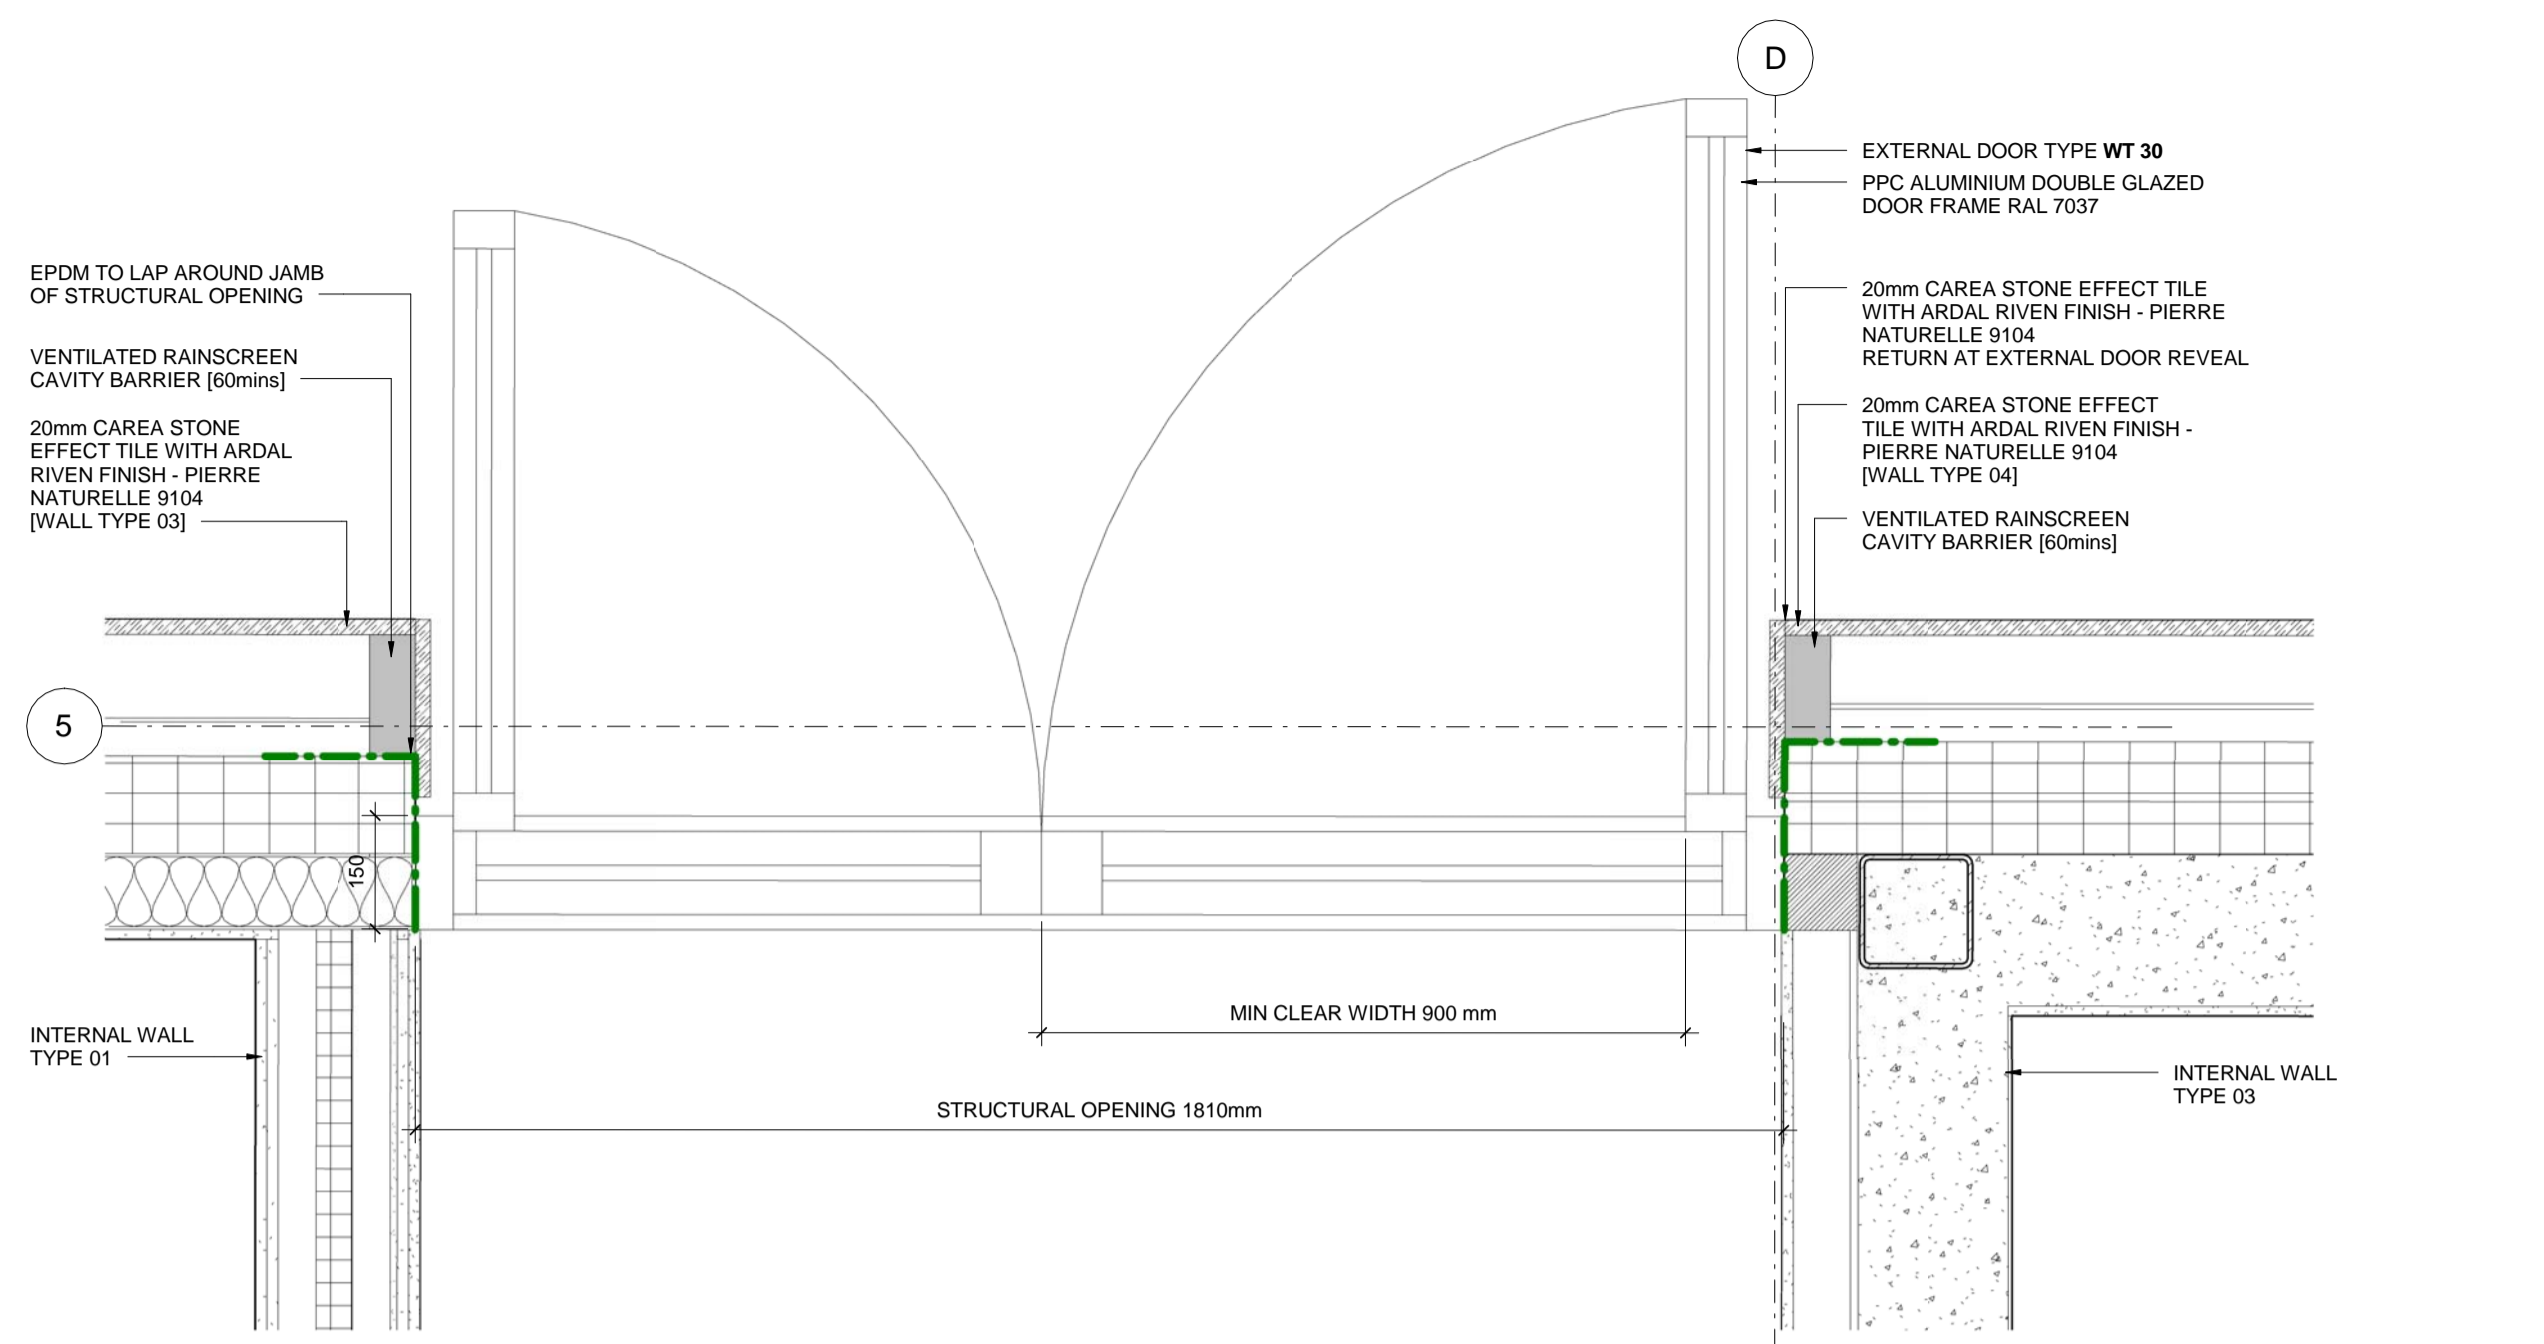 D
EXTERNAL DOOR TYPE WT 30
PPC ALUMINIUM DOUBLE GLAZED
DOOR FRAME RAL 7037
EPDM TO LAP AROUND JAMB
OF STRUCTURAL OPENING
VENTILATED RAINSCREEN
CAVITY BARRIER [60mins]
20mm CAREA STONE
EFFECT TILE WITH ARDAL
RIVEN FINISH - PIERRE
NATURELLE 9104
[WALL TYPE 03]
20mm CAREA STONE EFFECT TILE
WITH ARDAL RIVEN FINISH - PIERRE
NATURELLE 9104
RETURN AT EXTERNAL DOOR REVEAL
20mm CAREA STONE EFFECT
TILE WITH ARDAL RIVEN FINISH -
PIERRE NATURELLE 9104
[WALL TYPE 04]
VENTILATED RAINSCREEN
CAVITY BARRIER [60mins]
5
150
MIN CLEAR WIDTH 900 mm
INTERNAL WALL
TYPE 01
INTERNAL WALL
TYPE 03
STRUCTURAL OPENING 1810mm